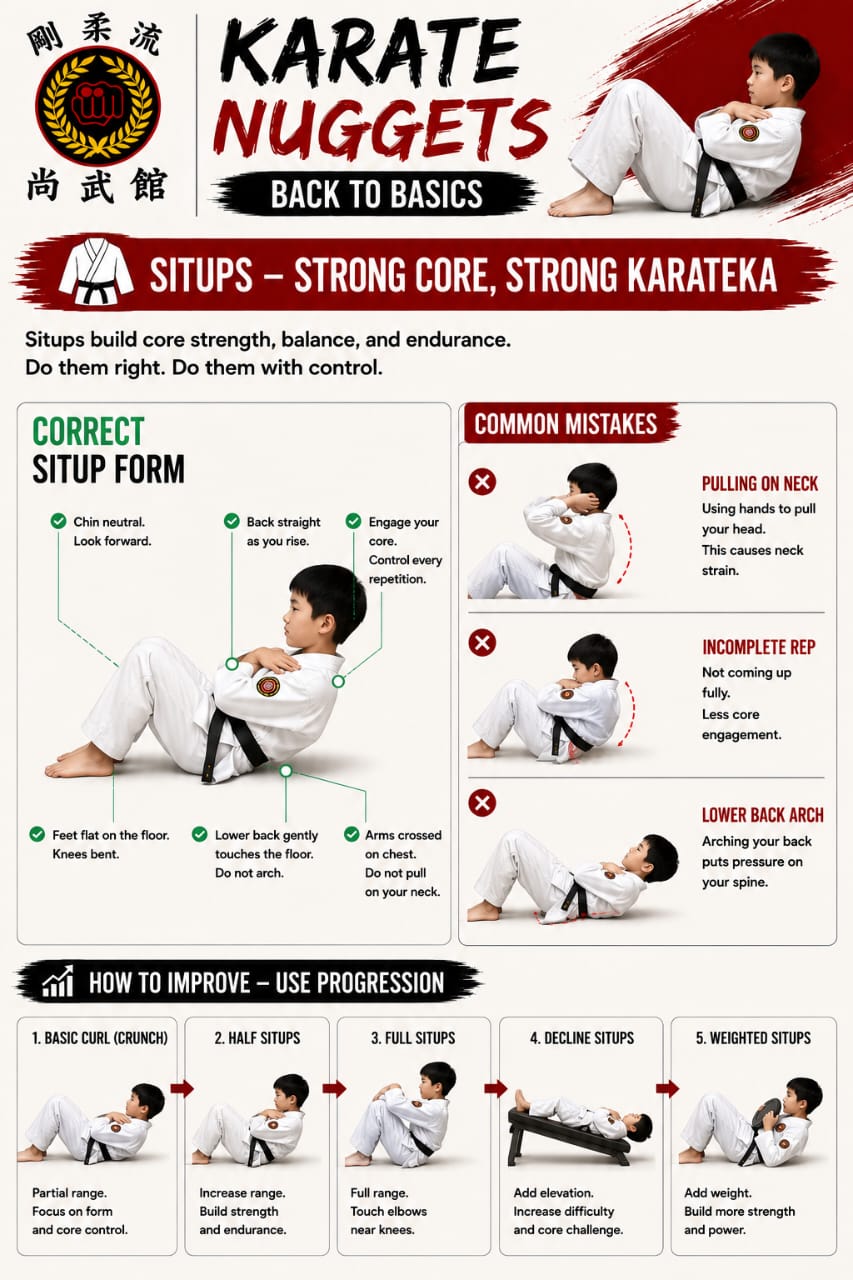 剛柔流
尚武館
KARATE
NUGGETS
BACK TO BASICS
SITUPS – STRONG CORE, STRONG KARATEKA
Situps build core strength, balance, and endurance.
Do them right. Do them with control.
CORRECT
SITUP FORM
Chin neutral.
Look forward.
Back straight
as you rise.
Engage your
core.
Control every
repetition.
Feet flat on the floor.
Knees bent.
Lower back gently
touches the floor.
Do not arch.
Arms crossed
on chest.
Do not pull
on your neck.
COMMON MISTAKES
PULLING ON NECK
Using hands to pull
your head.
This causes neck
strain.
INCOMPLETE REP
Not coming up
fully.
Less core
engagement.
LOWER BACK ARCH
Arching your back
puts pressure on
your spine.
HOW TO IMPROVE – USE PROGRESSION
1. BASIC CURL (CRUNCH)
Partial range.
Focus on form
and core control.
2. HALF SITUPS
Increase range.
Build strength
and endurance.
3. FULL SITUPS
Full range.
Touch elbows
near knees.
4. DECLINE SITUPS
Add elevation.
Increase difficulty
and core challenge.
5. WEIGHTED SITUPS
Add weight.
Build more strength
and power.